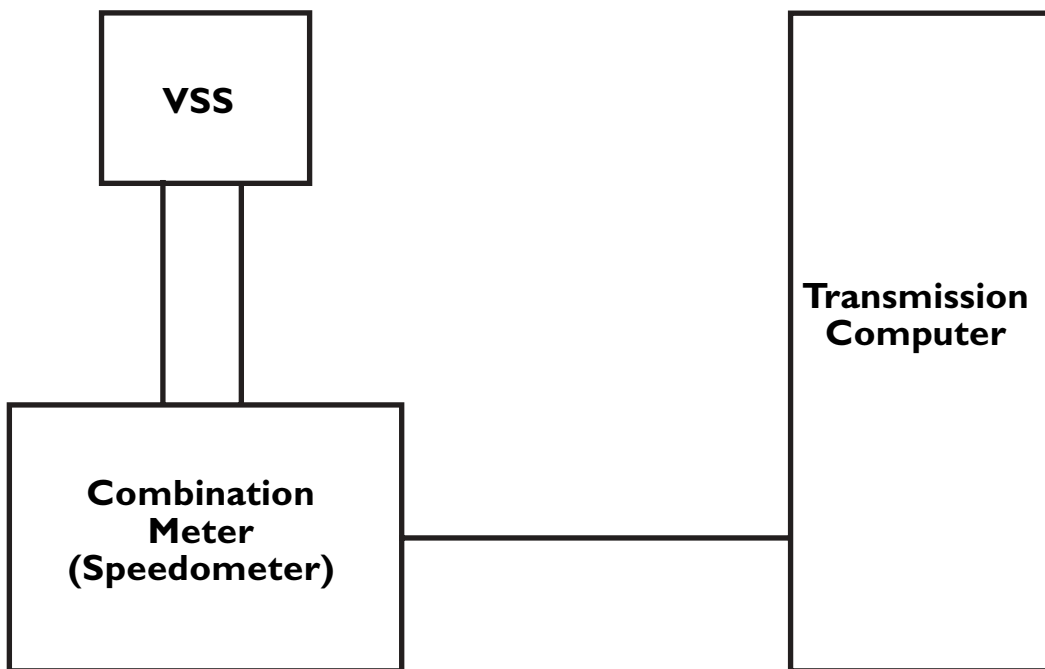 VSS
Transmission
Computer
Combination
Meter
(Speedometer)